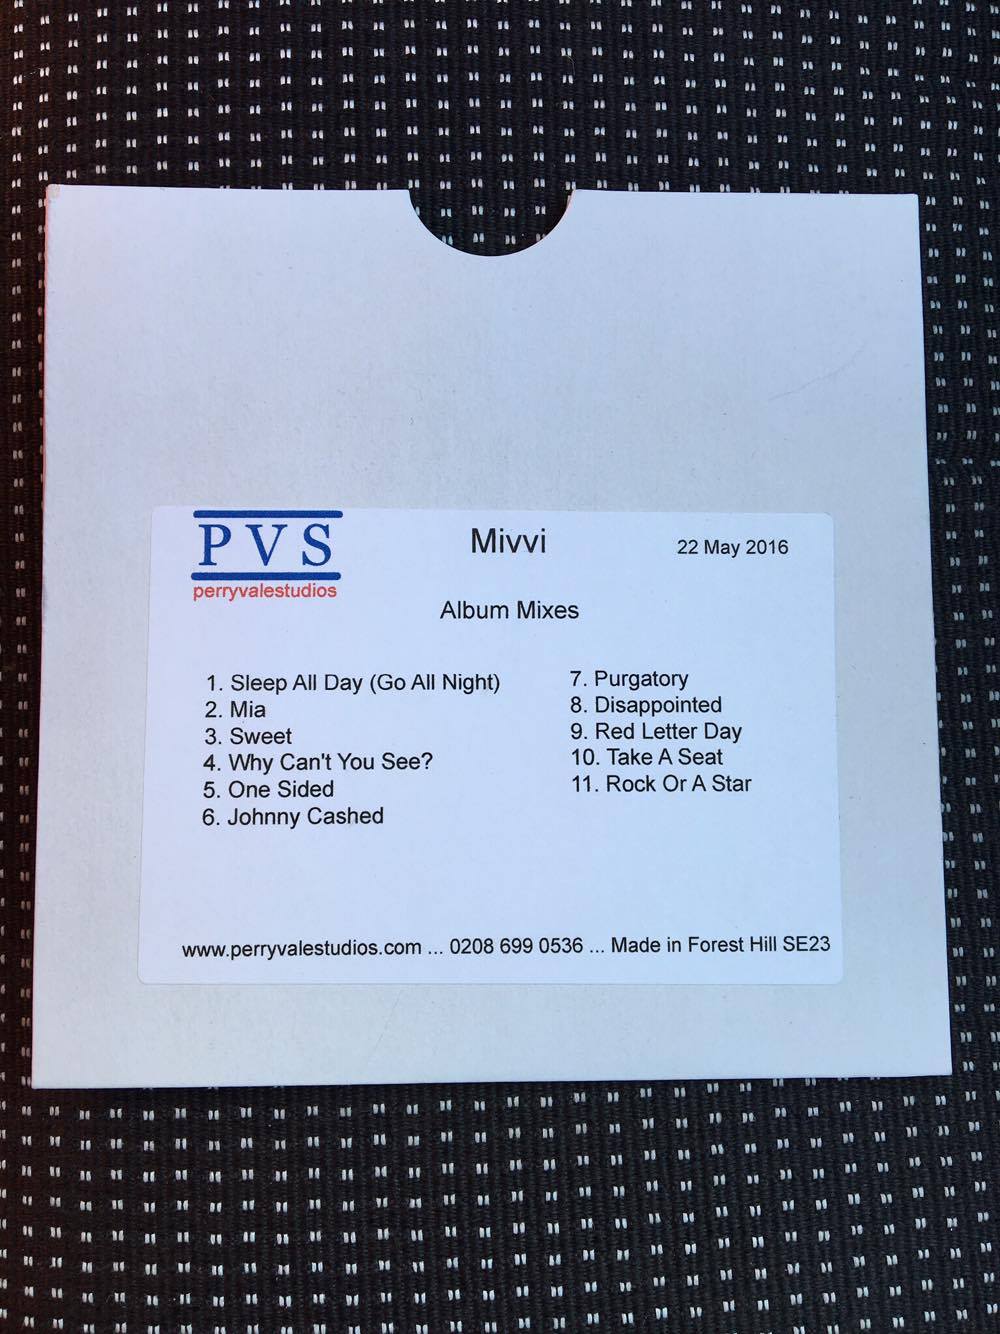 PVS
perryvalestudios
Mivvi
22 May 2016
Album Mixes
1. Sleep All Day (Go All Night)
2. Mia
3. Sweet
4. Why Can't You See?
5. One Sided
6. Johnny Cashed
7. Purgatory
8. Disappointed
9. Red Letter Day
10. Take A Seat
11. Rock Or A Star
www.perryvalestudios.com ... 0208 699 0536 ... Made in Forest Hill SE23